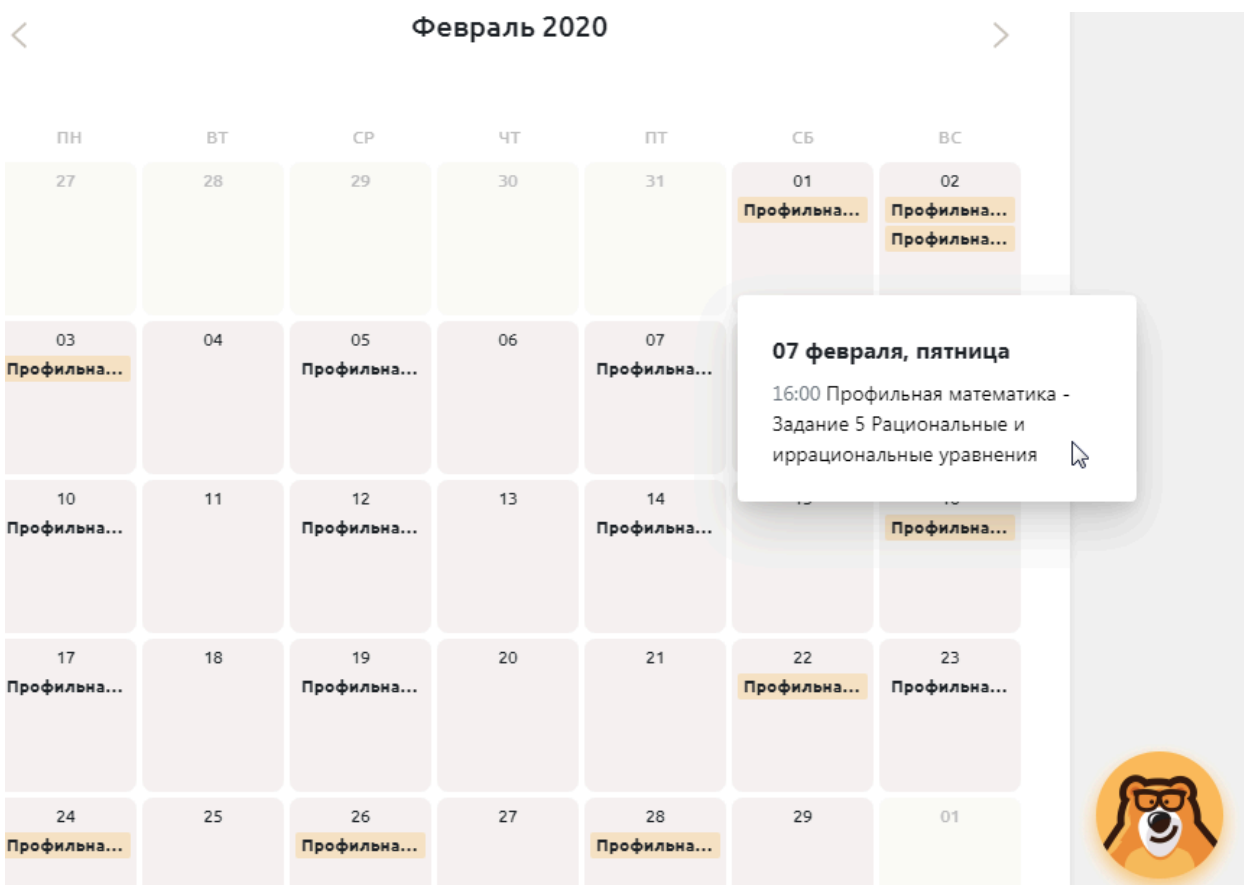 Февраль 2020
ПН ВТ СР ЧТ ПТ СБ ВС
27 28 29 30 31 01 02
Профильна... Профильна...
Профильна...
03 04 05 06 07
Профильна... Профильна... Профильна...
07 февраля, пятница
16:00 Профильная математика -
Задание 5 Рациональные и
иррациональные уравнения
10 11 12 13 14
Профильна... Профильна... Профильна... Профильна...
17 18 19 20 21 22 23
Профильна... Профильна... Профильна... Профильна...
24 25 26 27 28 29 01
Профильна... Профильна... Профильна...